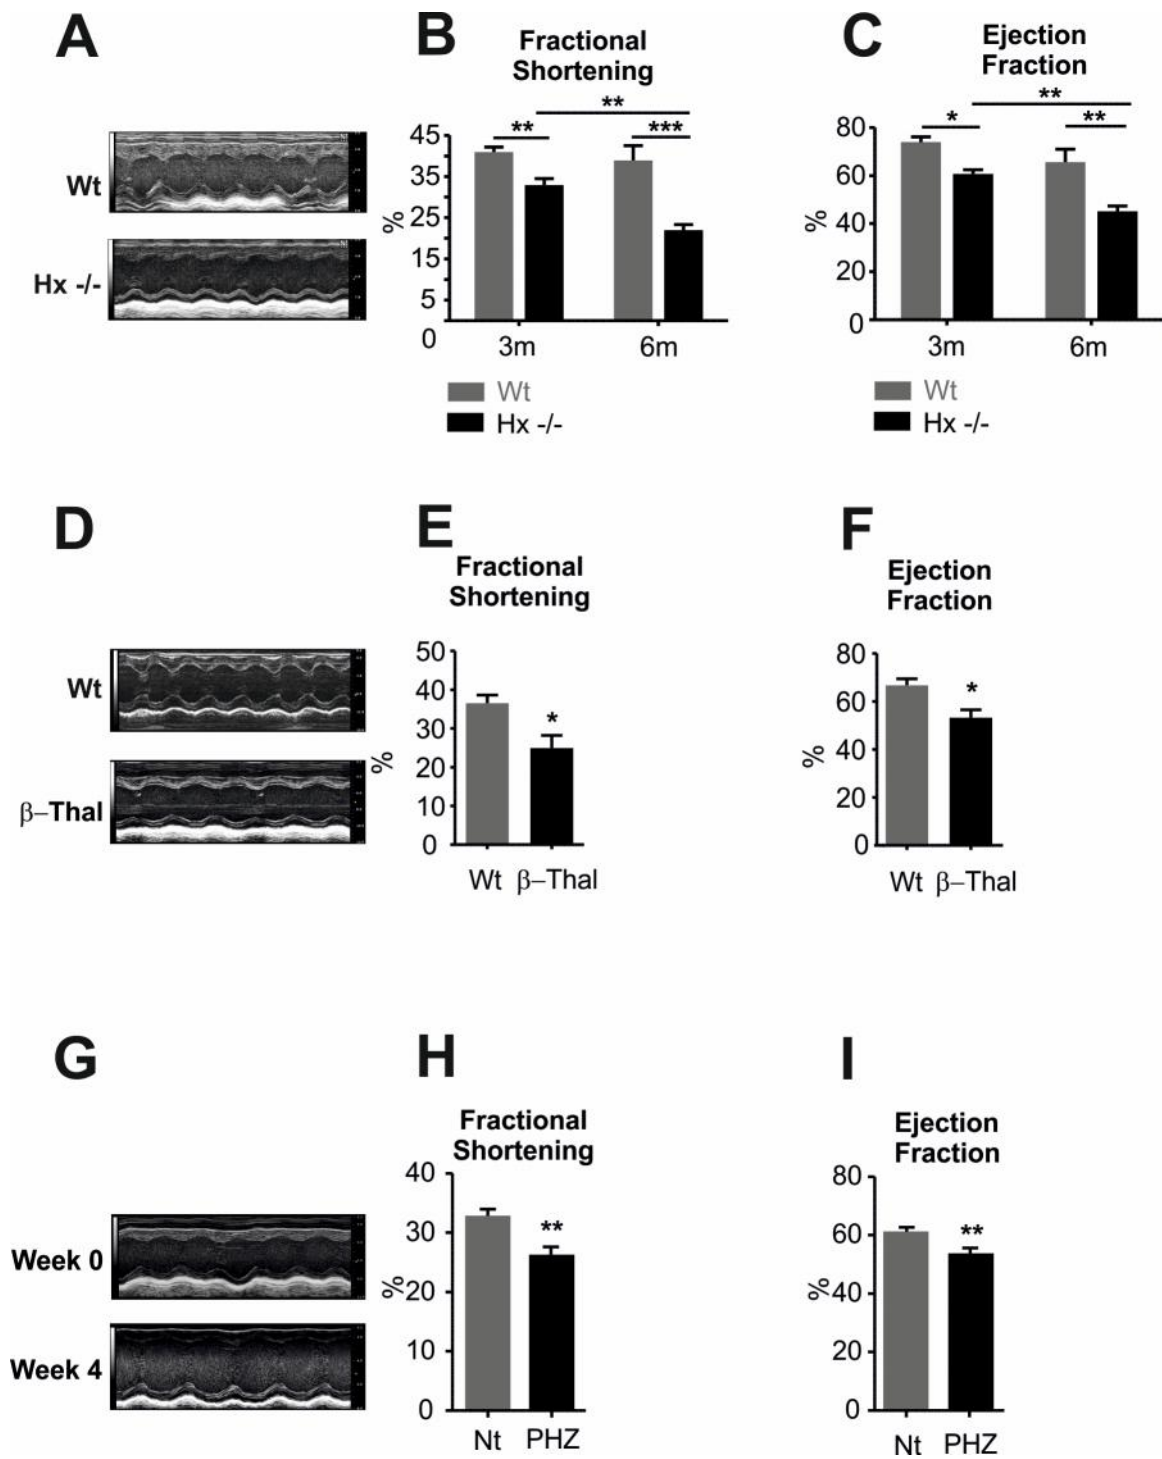 A
B
C
Fractional
Shortening
Ejection
Fraction
**
**
** ***
* **
Wt
Hx -/-
%
45
35
25
15
5
0
3m 6m
Wt
Hx -/-
%
80
60
40
20
0
3m 6m
Wt
Hx -/-
D
E
F
Fractional
Shortening
Ejection
Fraction
Wt
β–Thal
%
50
40
30
20
10
0
*
Wt β–Thal
%
80
60
40
20
0
*
Wt β–Thal
G
H
I
Fractional
Shortening
Ejection
Fraction
Week 0
Week 4
%
40
30
20
10
0
**
Nt PHZ
%
80
60
40
20
0
**
Nt PHZ